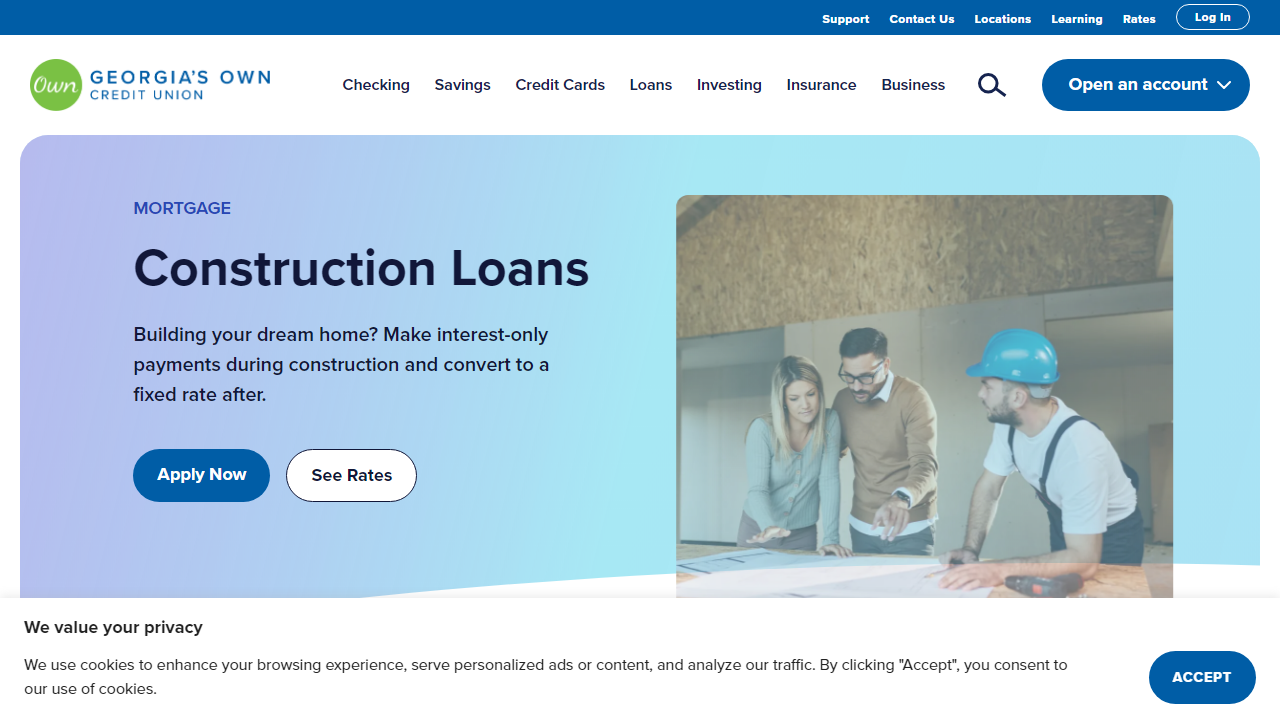 Support Contact Us Locations Learning Rates Log In
Own GEORGIA'S OWN
CREDIT UNION
Checking Savings Credit Cards Loans Investing Insurance Business Open an account
MORTGAGE
Construction Loans
Building your dream home? Make interest-only
payments during construction and convert to a
fixed rate after.
Apply Now See Rates
We value your privacy
We use cookies to enhance your browsing experience, serve personalized ads or content, and analyze our traffic. By clicking "Accept", you consent to
our use of cookies.
ACCEPT